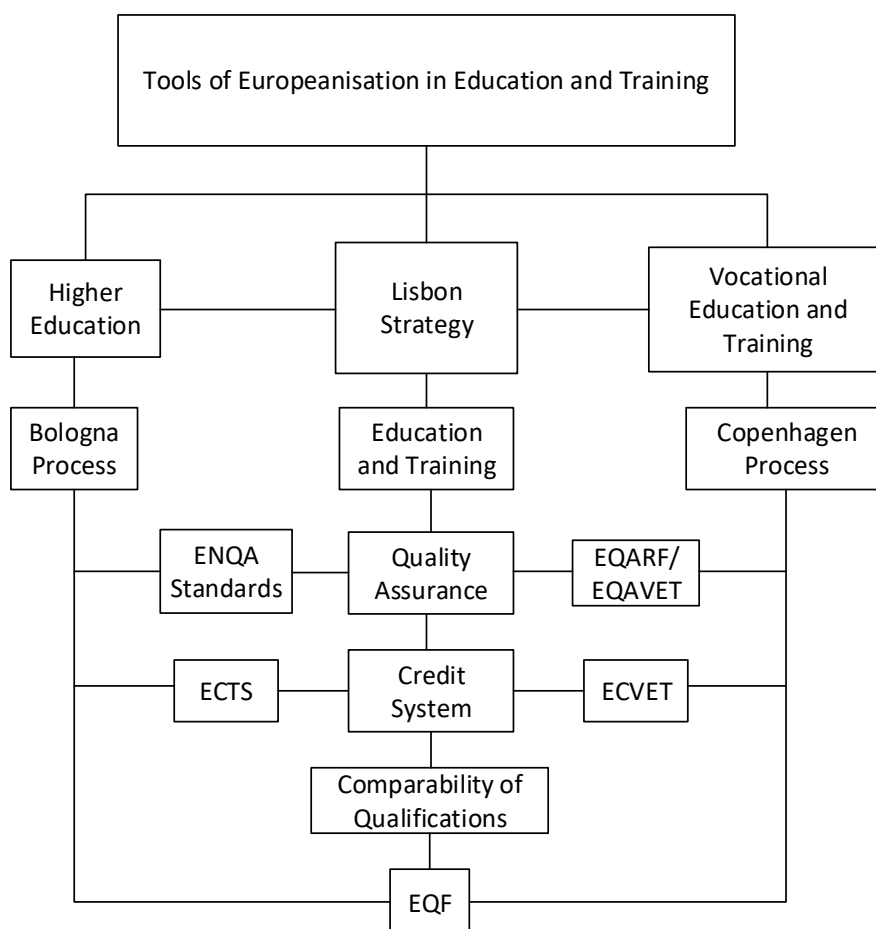 Tools of Europeanisation in Education and Training
Higher
Education
Lisbon
Strategy
Vocational
Education and
Training
Bologna
Process
Education
and Training
Copenhagen
Process
ENQA
Standards
Quality
Assurance
EQARF/
EQAVET
ECTS
Credit
System
ECVET
Comparability of
Qualifications
EQF